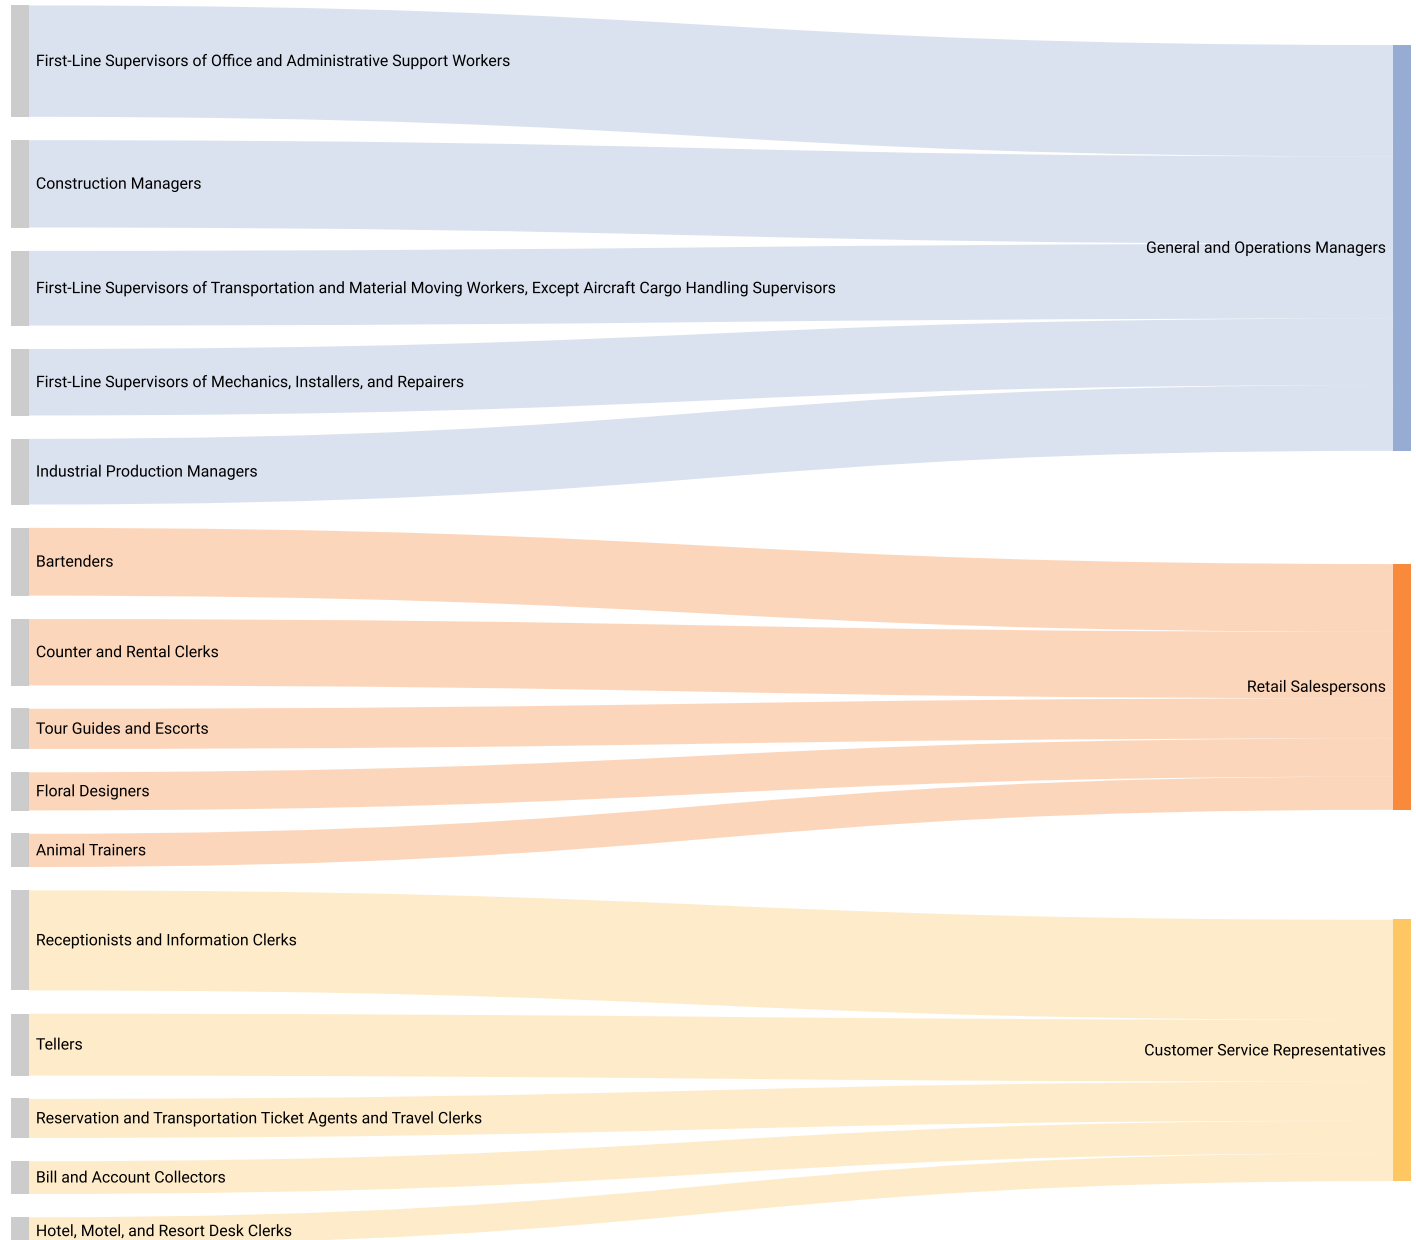 First-Line Supervisors of Office and Administrative Support Workers
Construction Managers
General and Operations Managers
First-Line Supervisors of Transportation and Material Moving Workers, Except Aircraft Cargo Handling Supervisors
First-Line Supervisors of Mechanics, Installers, and Repairers
Industrial Production Managers
Bartenders
Counter and Rental Clerks
Retail Salespersons
Tour Guides and Escorts
Floral Designers
Animal Trainers
Receptionists and Information Clerks
Tellers
Customer Service Representatives
Reservation and Transportation Ticket Agents and Travel Clerks
Bill and Account Collectors
Hotel, Motel, and Resort Desk Clerks